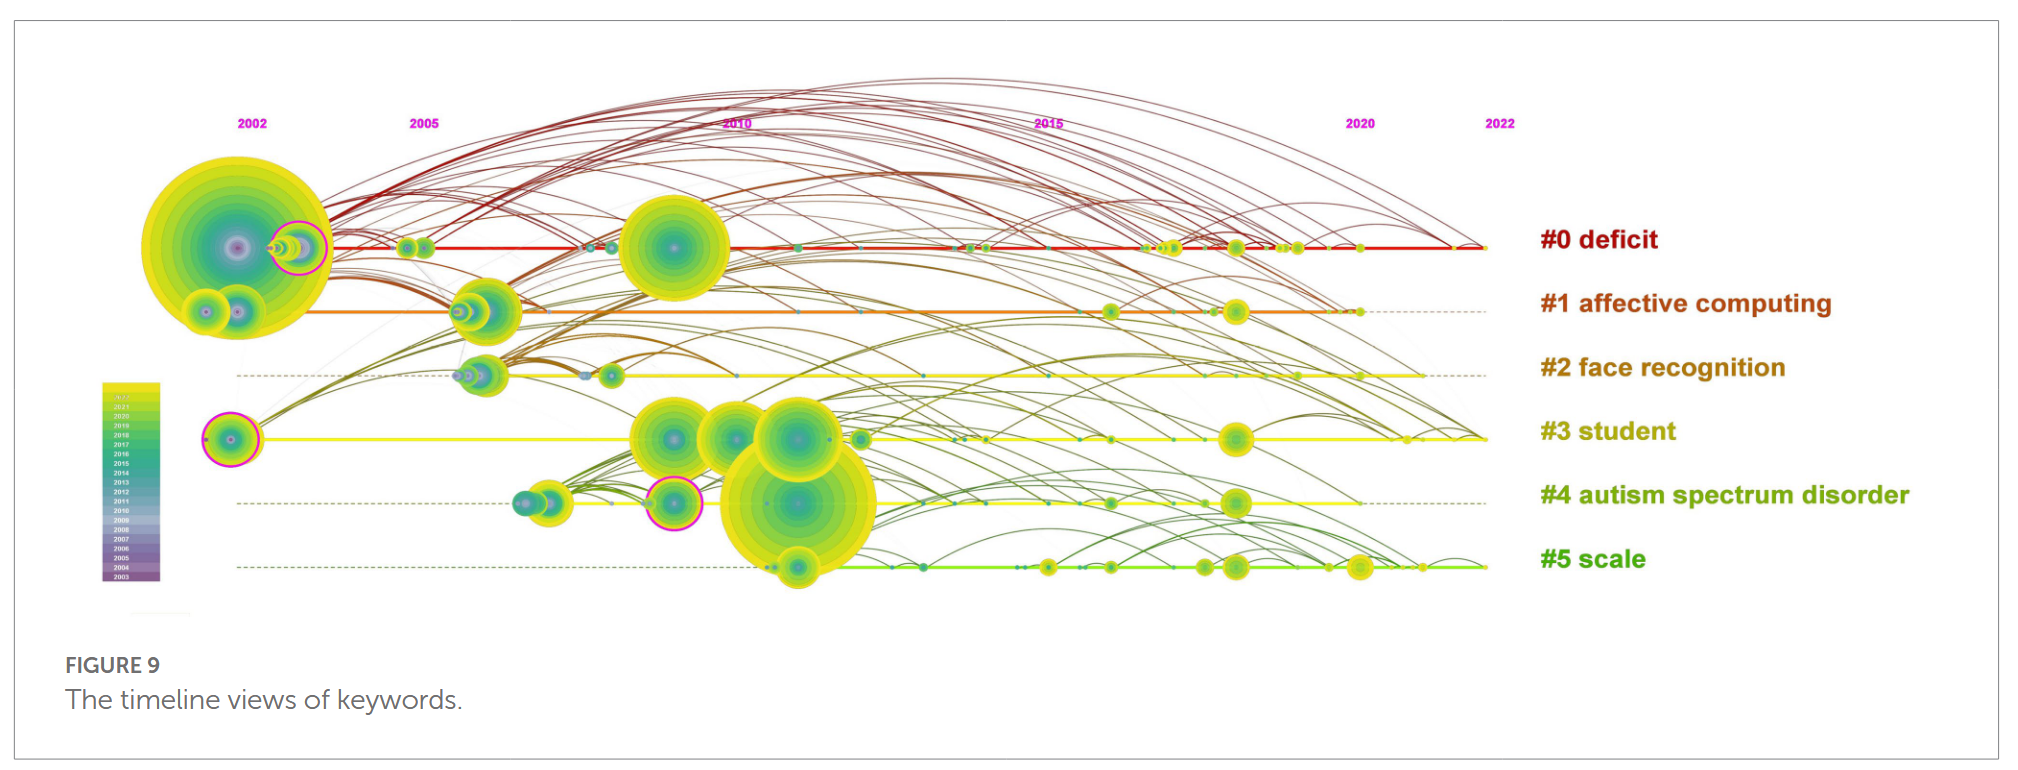 2002 2005 2010 2015 2020 2022
#0 deficit
#1 affective computing
#2 face recognition
#3 student
#4 autism spectrum disorder
#5 scale
2021
2020
2019
2018
2017
2016
2015
2014
2013
2012
2011
2010
2009
2008
2007
2006
2005
2004
2003
FIGURE 9
The timeline views of keywords.